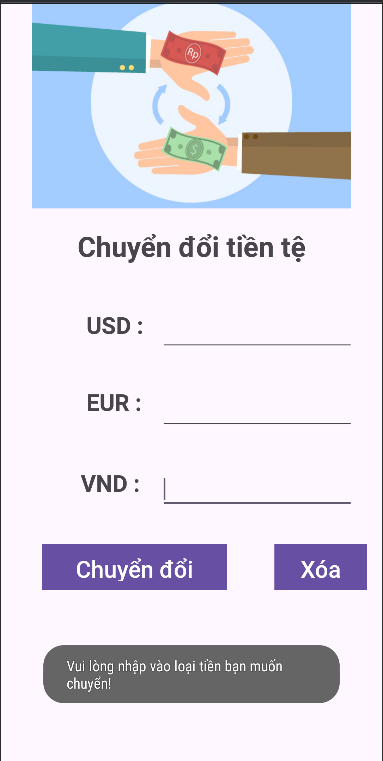 Rp
$
Chuyển đổi tiền tệ
USD :
EUR :
VND :
Chuyển đổi
Xóa
Vui lòng nhập vào loại tiền bạn muốn
chuyển!